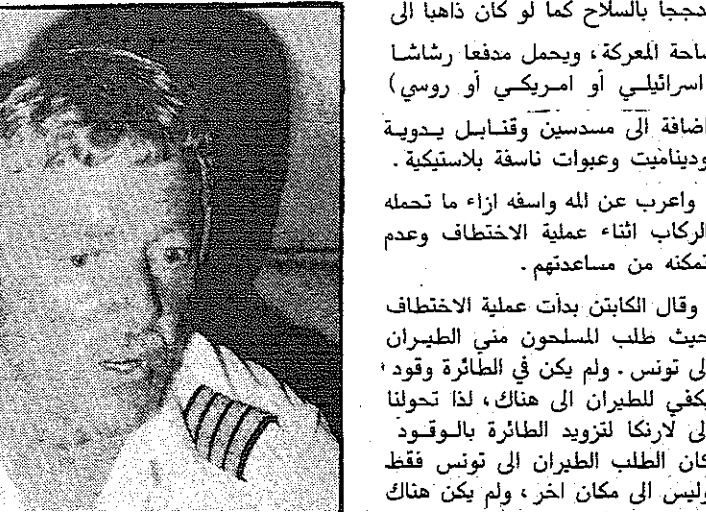 دججا بالسلاح كما لو كان ذاهبا الى
ساحة المعركة، ويحمل مدفعا رشاشا
اسرائيلي أو امريكي أو روسي)
اضافة الى مسدسين وقنابل يدوية
وديناميت وعبوات ناسفة بلاستيكية.
واعرب عن المه واسفه ازاء ما تحمله
الركاب اثناء عملية الاختطاف وعدم
تمكنه من مساعدتهم.
وقال الكابتن بدأت عملية الاختطاف
حيث طلب المسلحون مني الطيران
الى تونس. ولم يكن في الطائرة وقود
يكفي للطيران الى هناك، لذا تحولنا
الى لارنكا لتزويد الطائرة بالوقود
كان الطلب الطيران الى تونس فقط
وليس الى مكان اخر، ولم يكن هناك